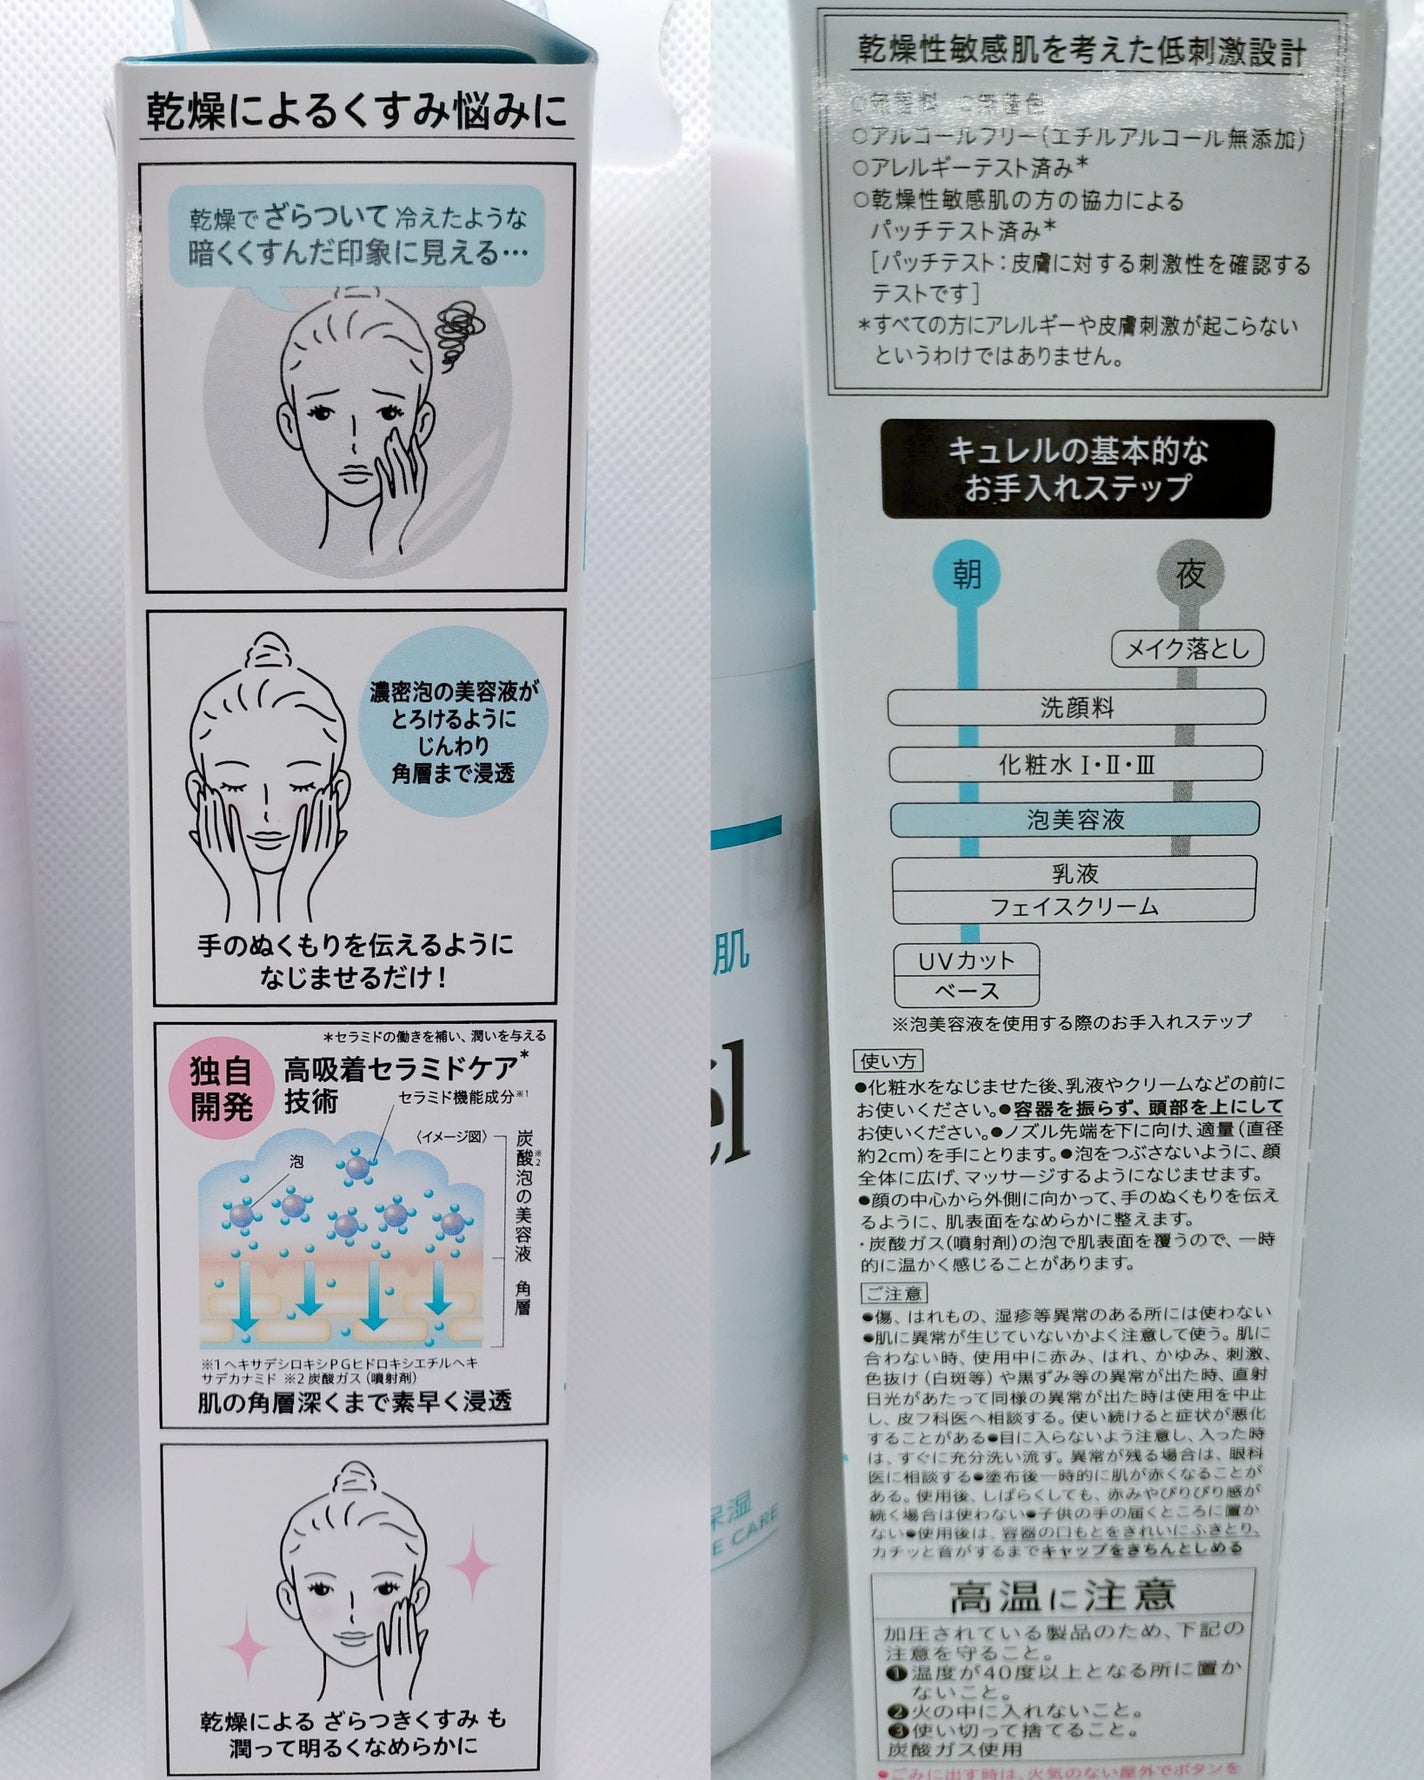 乾燥によるくすみ悩みに
乾燥でざらついて冷えたような
暗くくすんだ印象に見える…
濃密泡の美容液が
とろけるように
じんわり
角層まで浸透
手のぬくもりを伝えるように
なじませるだけ！
＊セラミドの働きを補い、潤いを与える
独自
開発
高吸着セラミドケア＊
技術
セラミド機能成分※1
〈イメージ図〉
泡
炭酸※2泡の美容液
角層
※1 ヘキサデシロキシPGヒドロキシエチルヘキ
サデカナミド ※2 炭酸ガス（噴射剤）
肌の角層深くまで素早く浸透
乾燥による ざらつきくすみ も
潤って明るくなめらかに
乾燥性敏感肌を考えた低刺激設計
○無香料 ○無着色
○アルコールフリー（エチルアルコール無添加）
○アレルギーテスト済み＊
○乾燥性敏感肌の方の協力による
パッチテスト済み＊
［パッチテスト：皮膚に対する刺激性を確認する
テストです］
＊すべての方にアレルギーや皮膚刺激が起こらない
というわけではありません。
キュレルの基本的な
お手入れステップ
朝
夜
メイク落とし
洗顔料
化粧水 Ⅰ・Ⅱ・Ⅲ
泡美容液
乳液
フェイスクリーム
UVカット
ベース
※泡美容液を使用する際のお手入れステップ
使い方
●化粧水をなじませた後、乳液やクリームなどの前に
お使いください。●容器を振らず、頭部を上にして
お使いください。●ノズル先端を下に向け、適量（直径
約2cm）を手にとります。●泡をつぶさないように、顔
全体に広げ、マッサージするようになじませます。
●顔の中心から外側に向かって、手のぬくもりを伝え
るように、肌表面をなめらかに整えます。
・炭酸ガス（噴射剤）の泡で肌表面を覆うので、一時
的に温かく感じることがあります。
ご注意
●傷、はれもの、湿疹等異常のある所には使わない
●肌に異常が生じていないかよく注意して使う。肌に
合わない時、使用中に赤み、はれ、かゆみ、刺激、
色抜け（白斑等）や黒ずみ等の異常が出た時、直射
日光があたって同様の異常が出た時は使用を中止
し、皮フ科医へ相談する。使い続けると症状が悪化
することがある●目に入らないよう注意し、入った時
は、すぐに充分洗い流す。異常が残る場合は、眼科
医に相談する●塗布後一時的に肌が赤くなることが
ある。使用後、しばらくしても、赤みやぴりぴり感が
続く場合は使わない●子供の手の届くところに置か
ない●使用後は、容器の口もとをきれいにふきとり、
カチッと音がするまでキャップをきちんとしめる
高温に注意
加圧されている製品のため、下記の
注意を守ること。
❶温度が40度以上となる所に置か
ないこと。
❷火の中に入れないこと。
❸使い切って捨てること。
炭酸ガス使用
●ごみに出す時は、火気のない屋外でボタンを
肌
el
保湿
E CARE